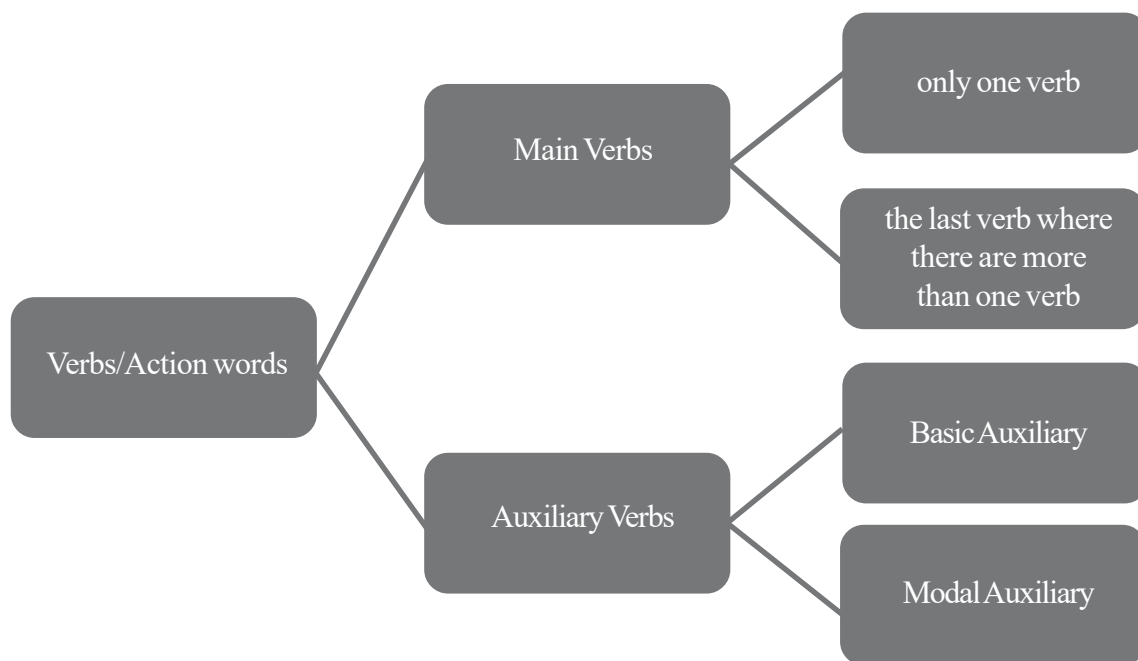 Verbs/Action words
Main Verbs
only one verb
the last verb where
there are more
than one verb
Auxiliary Verbs
Basic Auxiliary
Modal Auxiliary